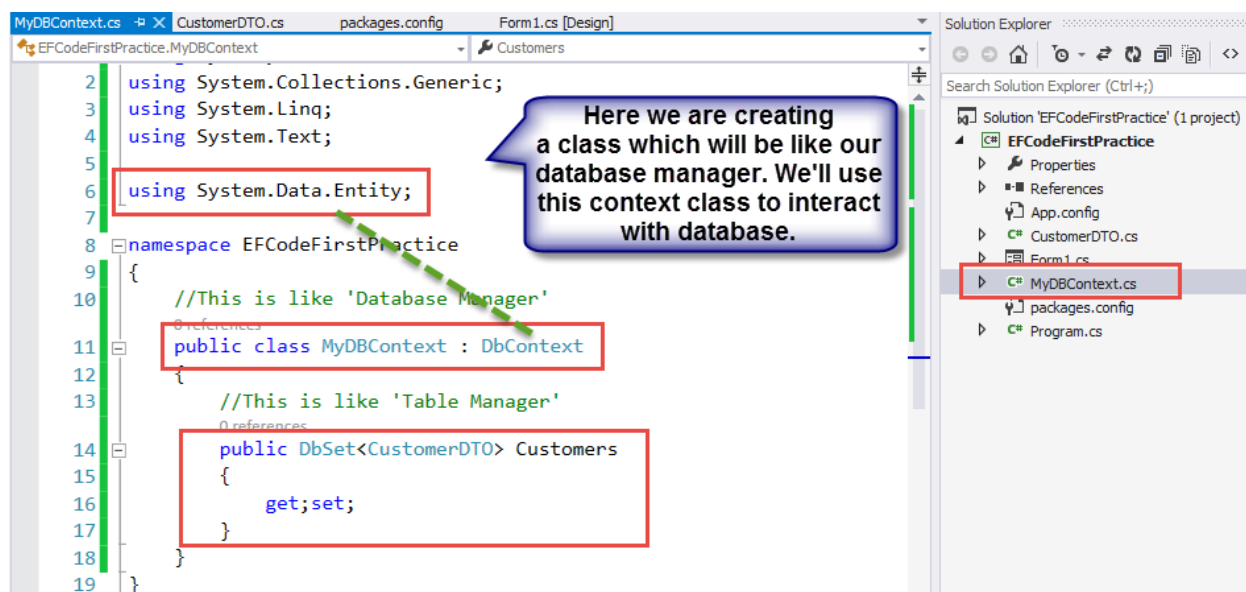 MyDBContext.cs CustomerDTO.cs packages.config Form1.cs [Design]
EFCodeFirstPractice.MyDBContext Customers
2 using System.Collections.Generic;
3 using System.Linq;
4 using System.Text;
5
6 using System.Data.Entity;
7
8 namespace EFCodeFirstPractice
9 {
10 //This is like 'Database Manager'
0 references
11 public class MyDBContext : DbContext
12 {
13 //This is like 'Table Manager'
0 references
14 public DbSet<CustomerDTO> Customers
15 {
16 get;set;
17 }
18 }
19 }
Here we are creating
a class which will be like our
database manager. We'll use
this context class to interact
with database.
Solution Explorer
Search Solution Explorer (Ctrl+;)
Solution 'EFCodeFirstPractice' (1 project)
C# EFCodeFirstPractice
Properties
References
App.config
C# CustomerDTO.cs
Form1.cs
C# MyDBContext.cs
packages.config
C# Program.cs